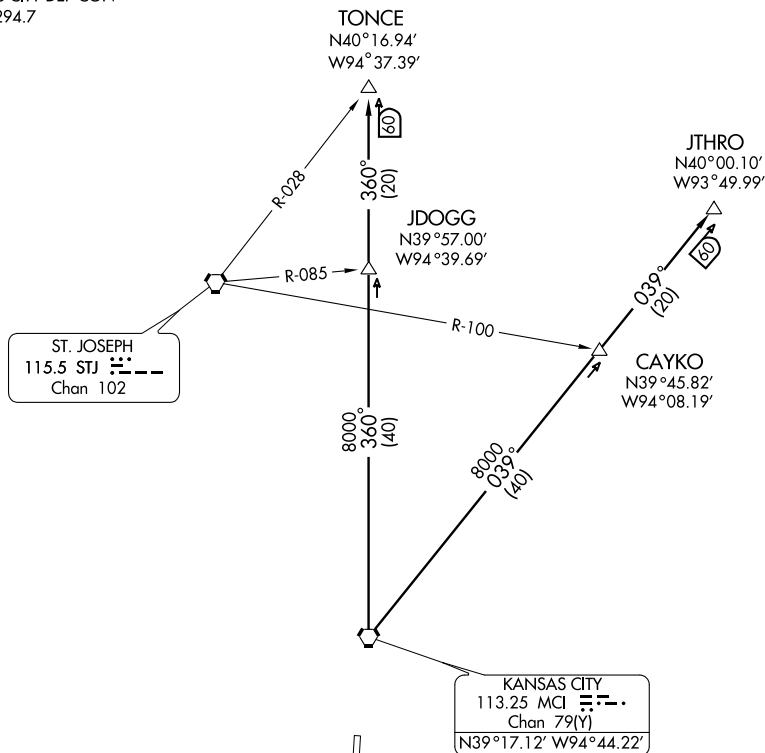 294.7
TONCE
N40°16.94'
W94°37.39'
60
JTHRO
N40°00.10'
W93°49.99'
60
R-028
360°
(20)
JDOGG
N39°57.00'
W94°39.69'
R-085
039°
(20)
R-100
ST. JOSEPH
115.5 STJ
Chan 102
CAYKO
N39°45.82'
W94°08.19'
8000
360°
(40)
8000
039°
(40)
KANSAS CITY
113.25 MCI
Chan 79(Y)
N39°17.12' W94°44.22'